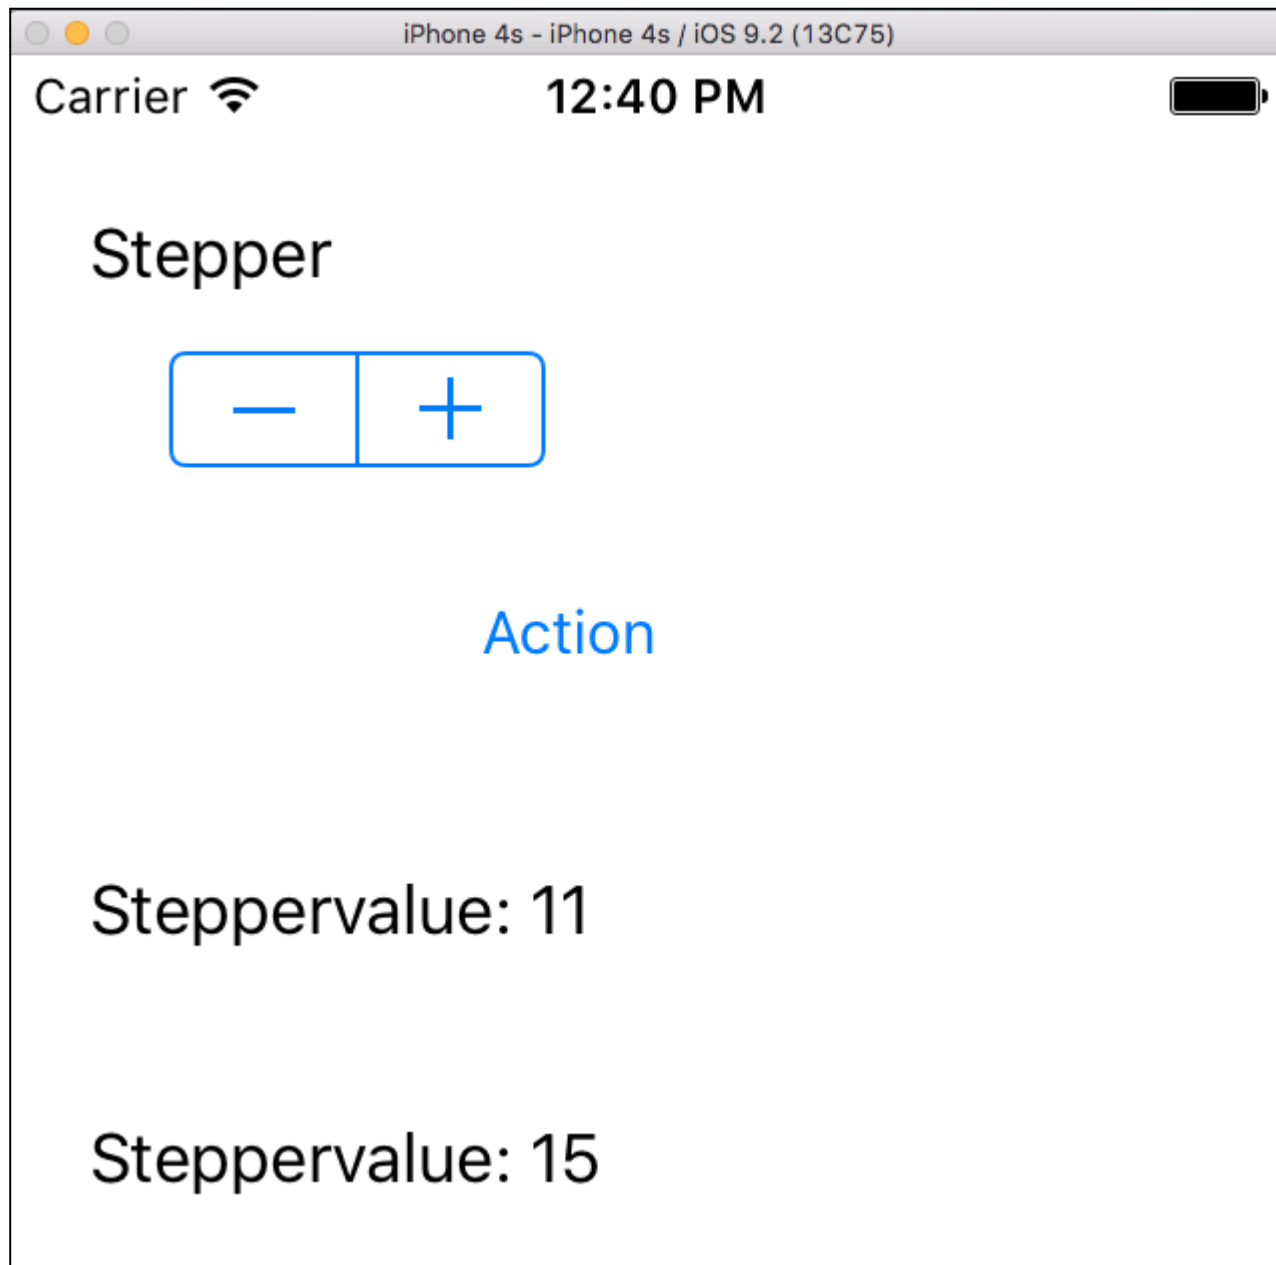 iPhone 4s - iPhone 4s / iOS 9.2 (13C75)
Carrier 12:40 PM
Stepper
− +
Action
Steppervalue: 11
Steppervalue: 15